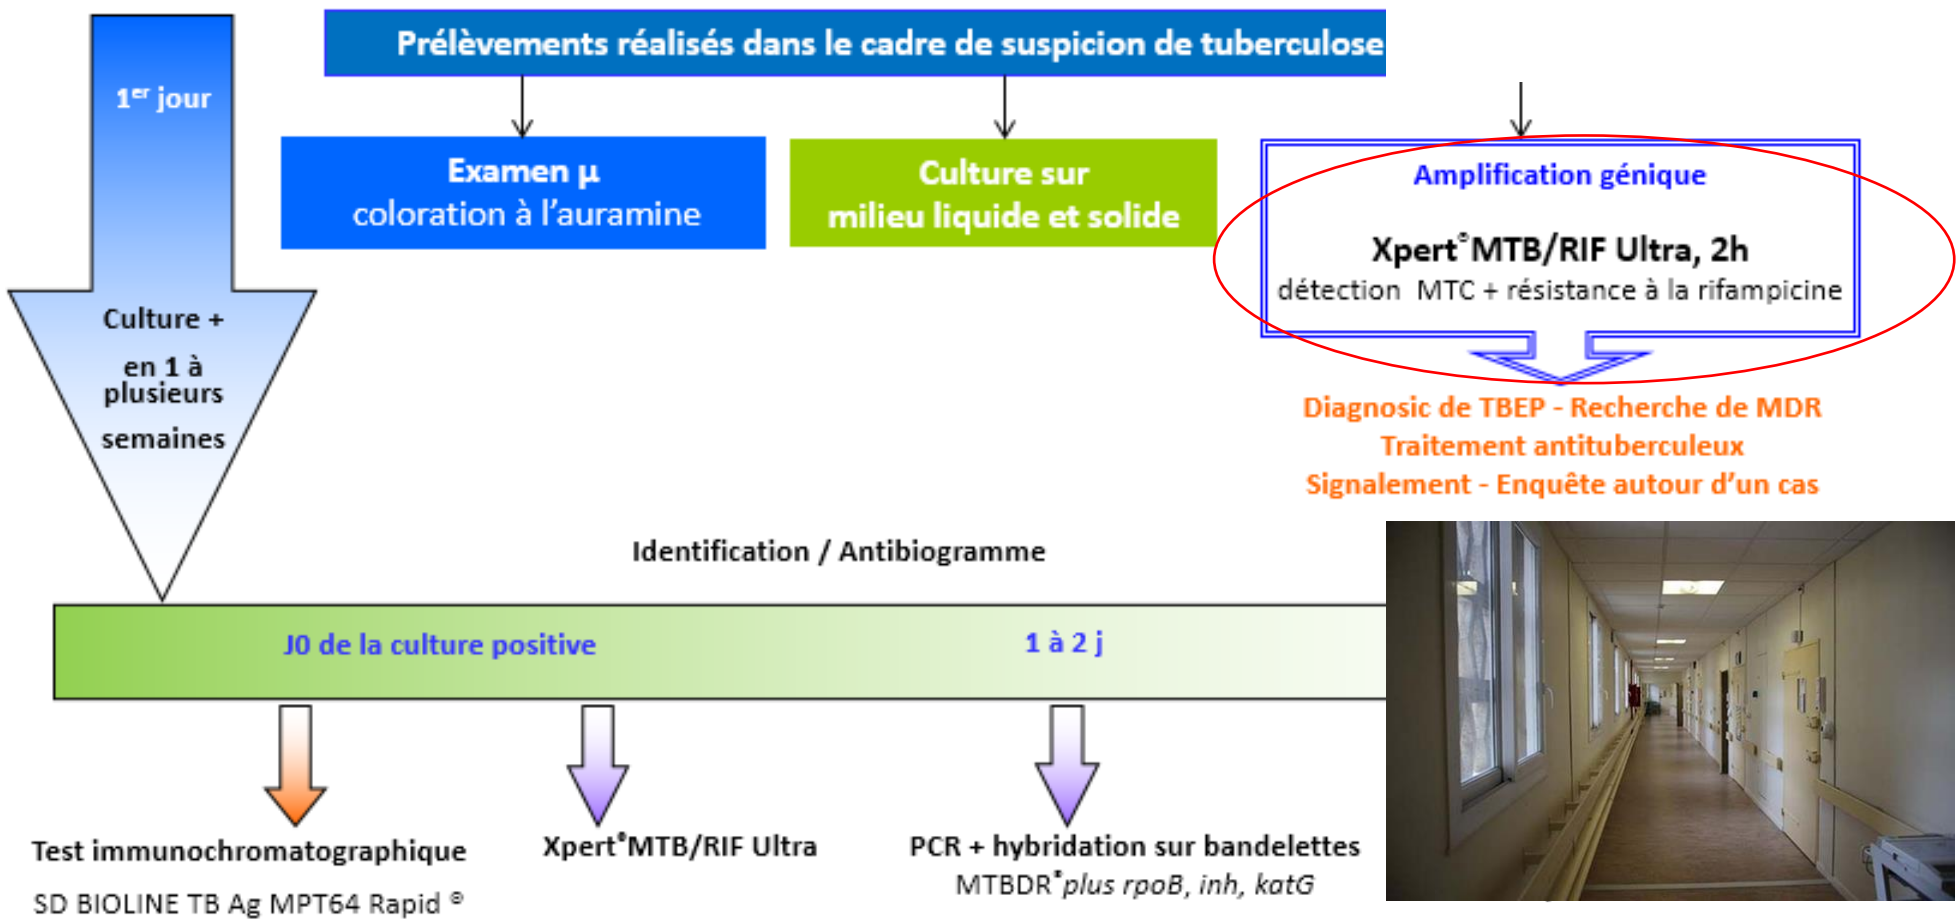 Prélèvements réalisés dans le cadre de suspicion de tuberculose
1er jour
Examen µ
coloration à l'auramine
Culture sur
milieu liquide et solide
Amplification génique
Xpert®MTB/RIF Ultra, 2h
détection MTC + résistance à la rifampicine
Culture +
en 1 à
plusieurs
semaines
Diagnosic de TBEP - Recherche de MDR
Traitement antituberculeux
Signalement - Enquête autour d'un cas
Identification / Antibiogramme
J0 de la culture positive
1 à 2 j
Test immunochromatographique
SD BIOLINE TB Ag MPT64 Rapid ®
Xpert®MTB/RIF Ultra
PCR + hybridation sur bandelettes
MTBDR®plus rpoB, inh, katG